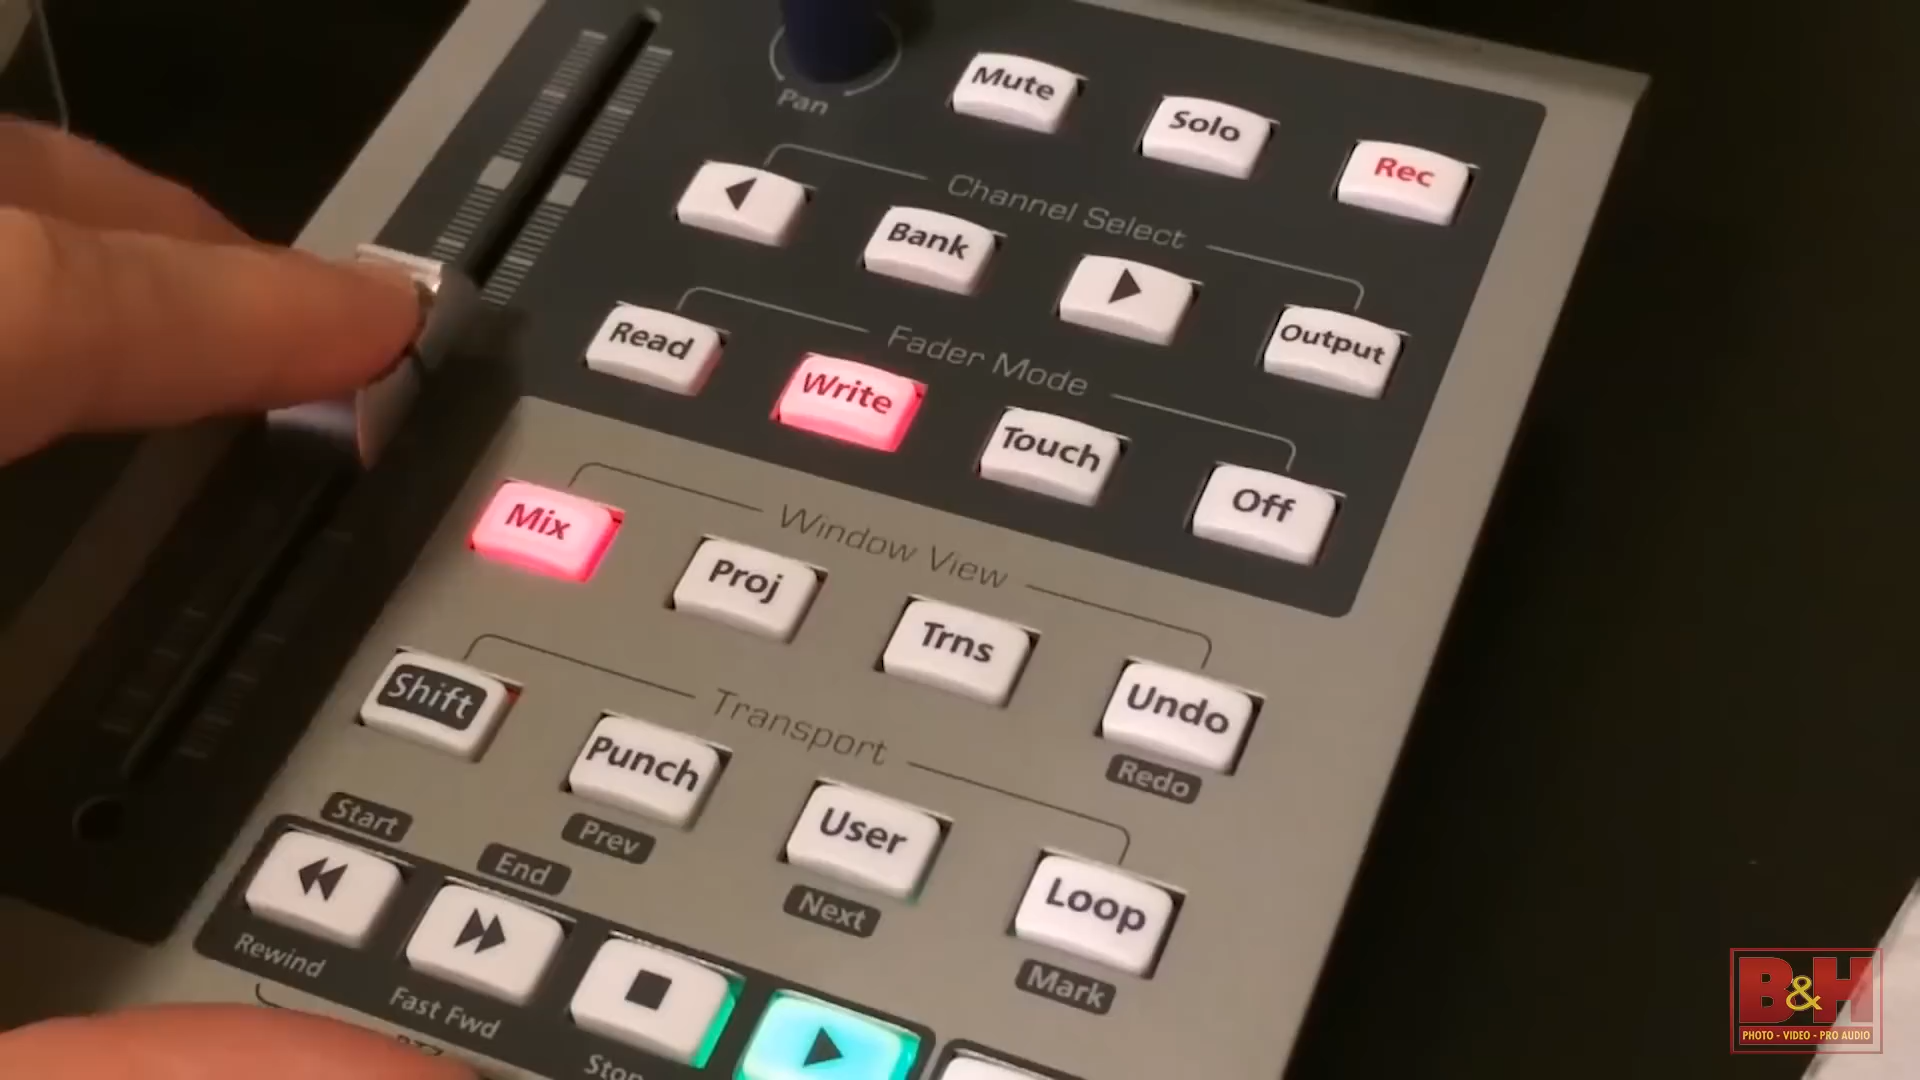 Pan
Mute
Solo
Rec
Channel Select
Bank
Output
Fader Mode
Read
Write
Touch
Off
Window View
Mix
Proj
Trns
Undo
Redo
Transport
Shift
Punch
User
Loop
Start
End
Prev
Next
Mark
Rewind
Fast Fwd
Stop
B&H
PHOTO - VIDEO - PRO AUDIO